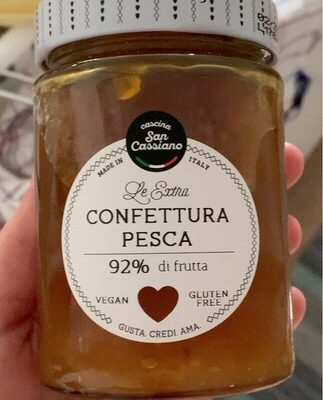 cascina
San
Cassiano
MADE IN ITALY
Le Extra
CONFETTURA
PESCA
92% di frutta
VEGAN
GLUTEN
FREE
GUSTA. CREDI. AMA.